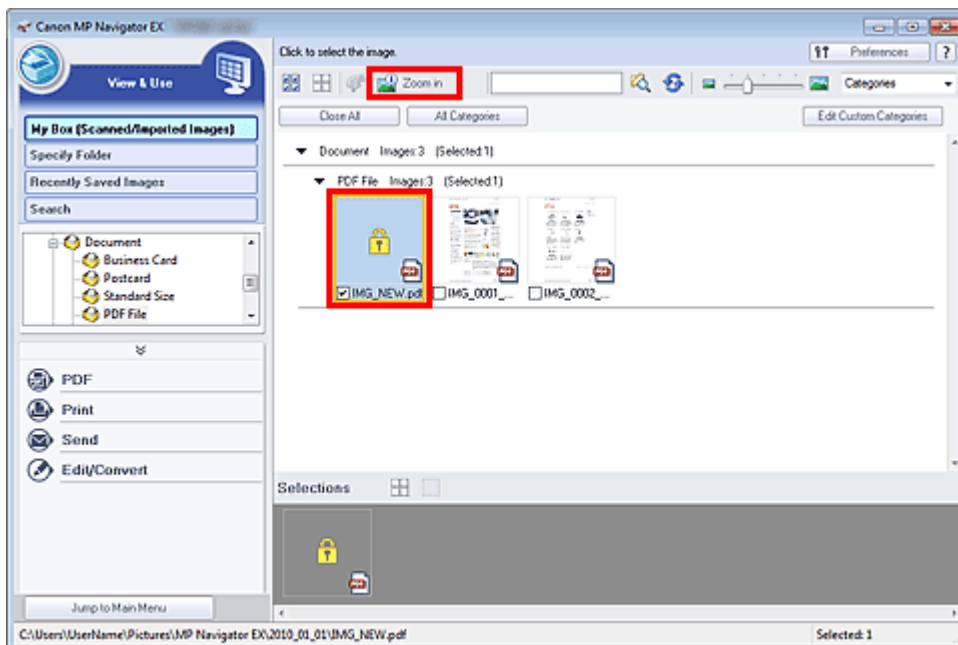 Canon MP Navigator EX
View & Use
My Box (Scanned/Imported Images)
Specify Folder
Recently Saved Images
Search
Document
Business Card
Postcard
Standard Size
PDF File
PDF
Print
Send
Edit/Convert
Jump to Main Menu
Click to select the image.
Preferences
?
Zoom in
Categories
Close All
All Categories
Edit Custom Categories
Document Images:3 (Selected:1)
PDF File Images:3 (Selected:1)
IMG_NEW.pdf
IMG_0001_...
IMG_0002_...
Selections
C:\Users\UserName\Pictures\MP Navigator EX\2010_01_01\IMG_NEW.pdf
Selected: 1